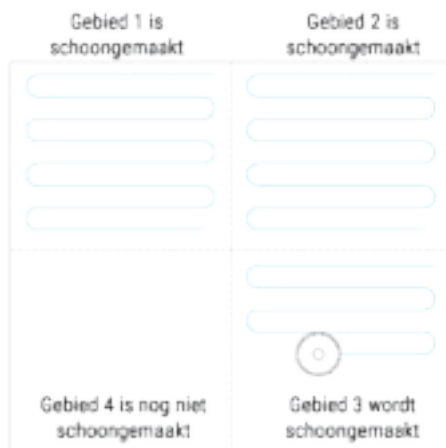 Gebied 1 is
schoongemaakt
Gebied 2 is
schoongemaakt
Gebied 4 is nog niet
schoongemaakt
Gebied 3 wordt
schoongemaakt